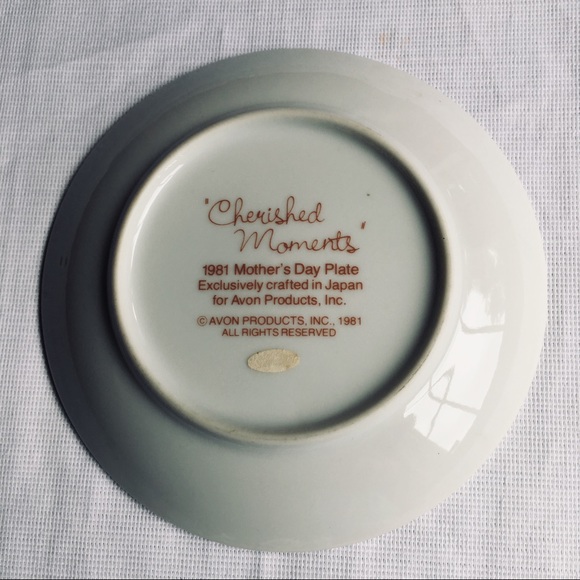 "Cherished
Moments"
1981 Mother's Day Plate
Exclusively crafted in Japan
for Avon Products, Inc.
© AVON PRODUCTS, INC., 1981
ALL RIGHTS RESERVED